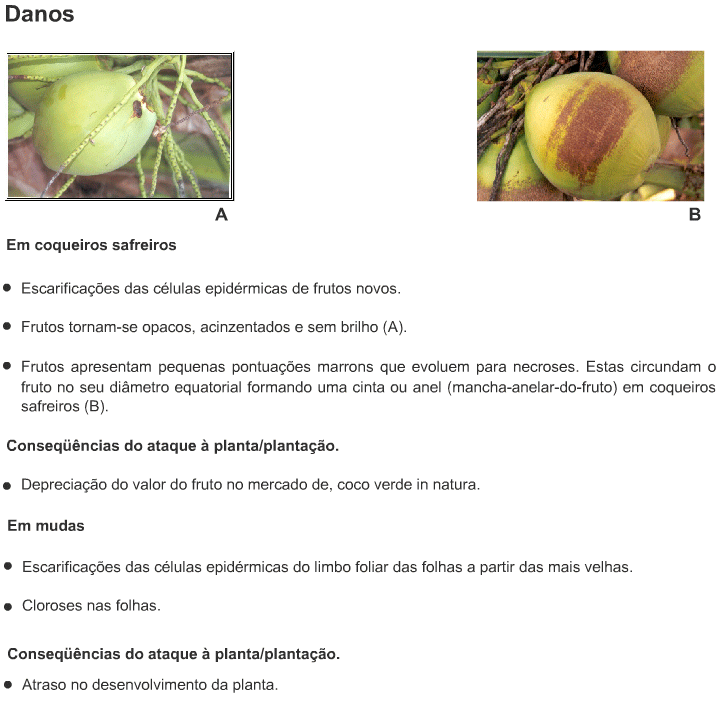 Danos
A
B
Em coqueiros safreiros
• Escarificações das células epidérmicas de frutos novos.
• Frutos tornam-se opacos, acinzentados e sem brilho (A).
• Frutos apresentam pequenas pontuações marrons que evoluem para necroses. Estas circundam o
fruto no seu diâmetro equatorial formando uma cinta ou anel (mancha-anelar-do-fruto) em coqueiros
safreiros (B).
Conseqüências do ataque à planta/plantação.
• Depreciação do valor do fruto no mercado de, coco verde in natura.
Em mudas
• Escarificações das células epidérmicas do limbo foliar das folhas a partir das mais velhas.
• Cloroses nas folhas.
Conseqüências do ataque à planta/plantação.
• Atraso no desenvolvimento da planta.